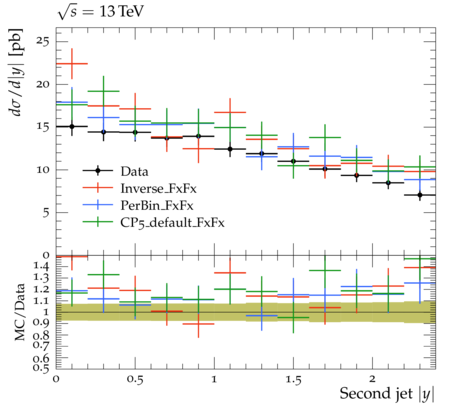 √s = 13 TeV
dσ/d|y| [pb]
25
20
15
10
5
0
Data
Inverse_FxFx
PerBin_FxFx
CP5_default_FxFx
MC/Data
1.4
1.3
1.2
1.1
1
0.9
0.8
0.7
0.6
0.5
0 0.5 1 1.5 2
Second jet |y|